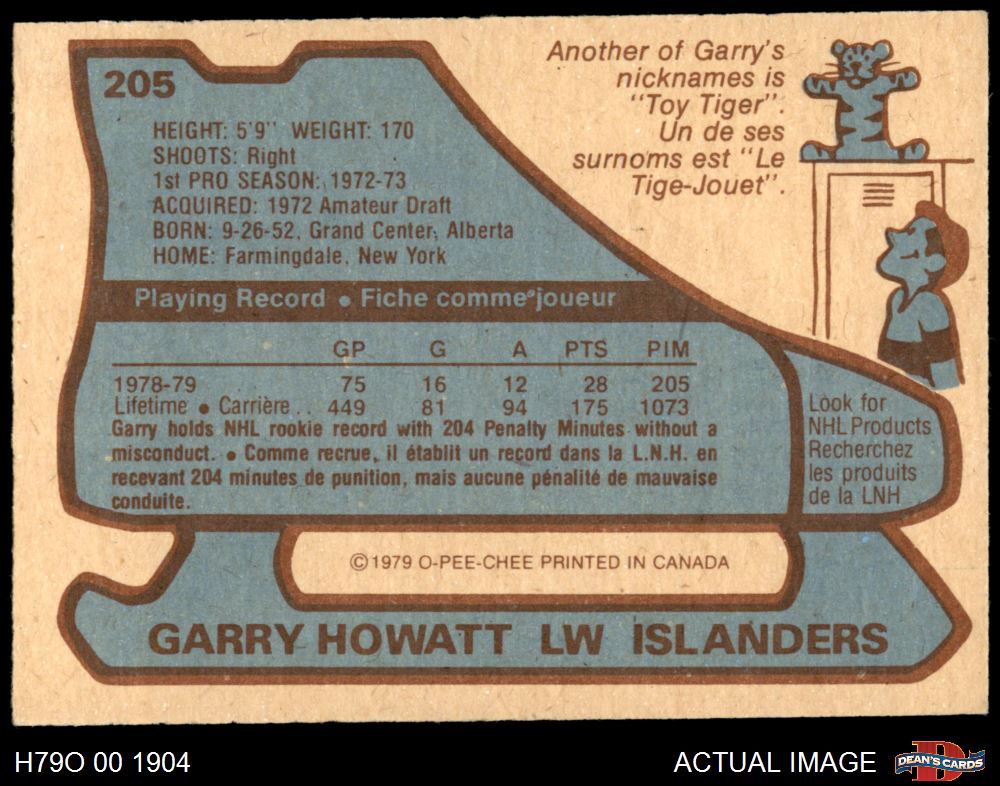 205
HEIGHT: 5'9" WEIGHT: 170
SHOOTS: Right
1st PRO SEASON: 1972-73
ACQUIRED: 1972 Amateur Draft
BORN: 9-26-52, Grand Center, Alberta
HOME: Farmingdale, New York
Another of Garry's
nicknames is
"Toy Tiger".
Un de ses
surnoms est "Le
Tige-Jouet".
Playing Record ● Fiche comme joueur
GP G A PTS PIM
1978-79 75 16 12 28 205
Lifetime ● Carrière . . 449 81 94 175 1073
Garry holds NHL rookie record with 204 Penalty Minutes without a
misconduct. ● Comme recrue, il établit un record dans la L.N.H. en
recevant 204 minutes de punition, mais aucune pénalité de mauvaise
conduite.
Look for
NHL Products
Recherchez
les produits
de la LNH
©1979 O-PEE-CHEE PRINTED IN CANADA
GARRY HOWATT LW ISLANDERS
H79O 00 1904
ACTUAL IMAGE
D
DEAN'S CARDS